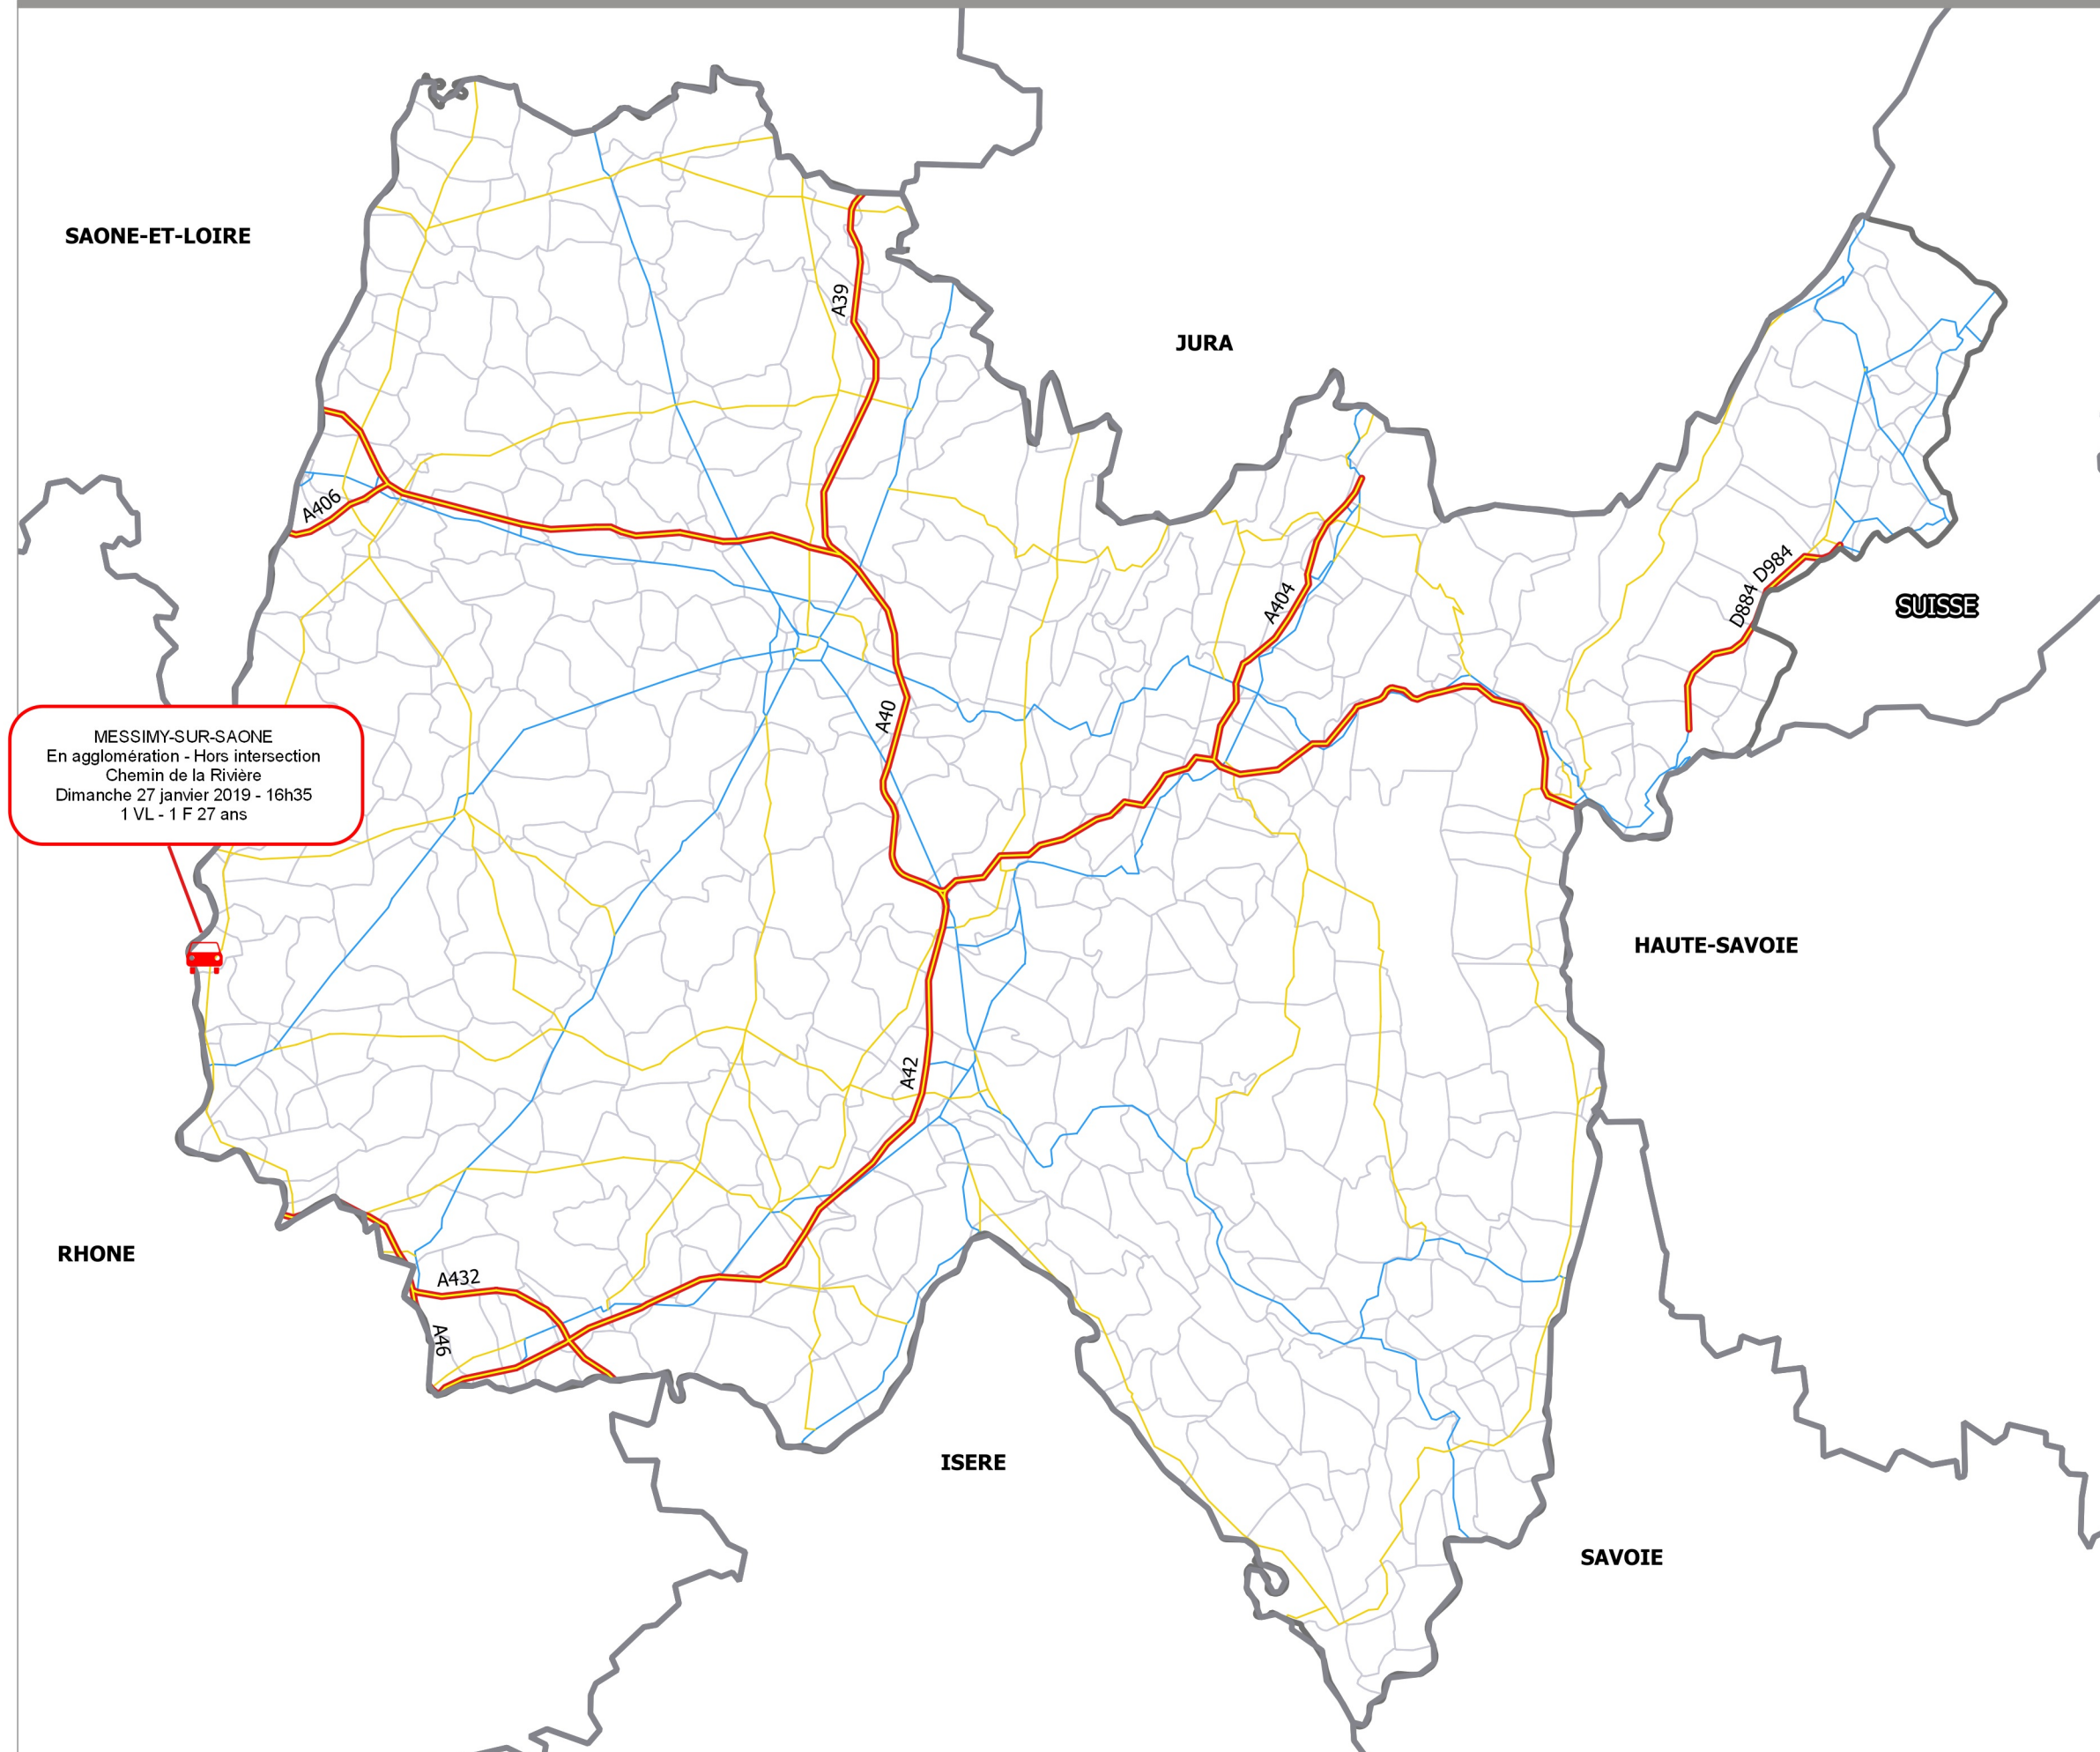 SAONE-ET-LOIRE
A39
JURA
A406
D984
D884
SUISSE
A404
A40
MESSIMY-SUR-SAONE
En agglomération - Hors intersection
Chemin de la Rivière
Dimanche 27 janvier 2019 - 16h35
1 VL - 1 F 27 ans
HAUTE-SAVOIE
A42
RHONE
A432
A46
ISERE
SAVOIE